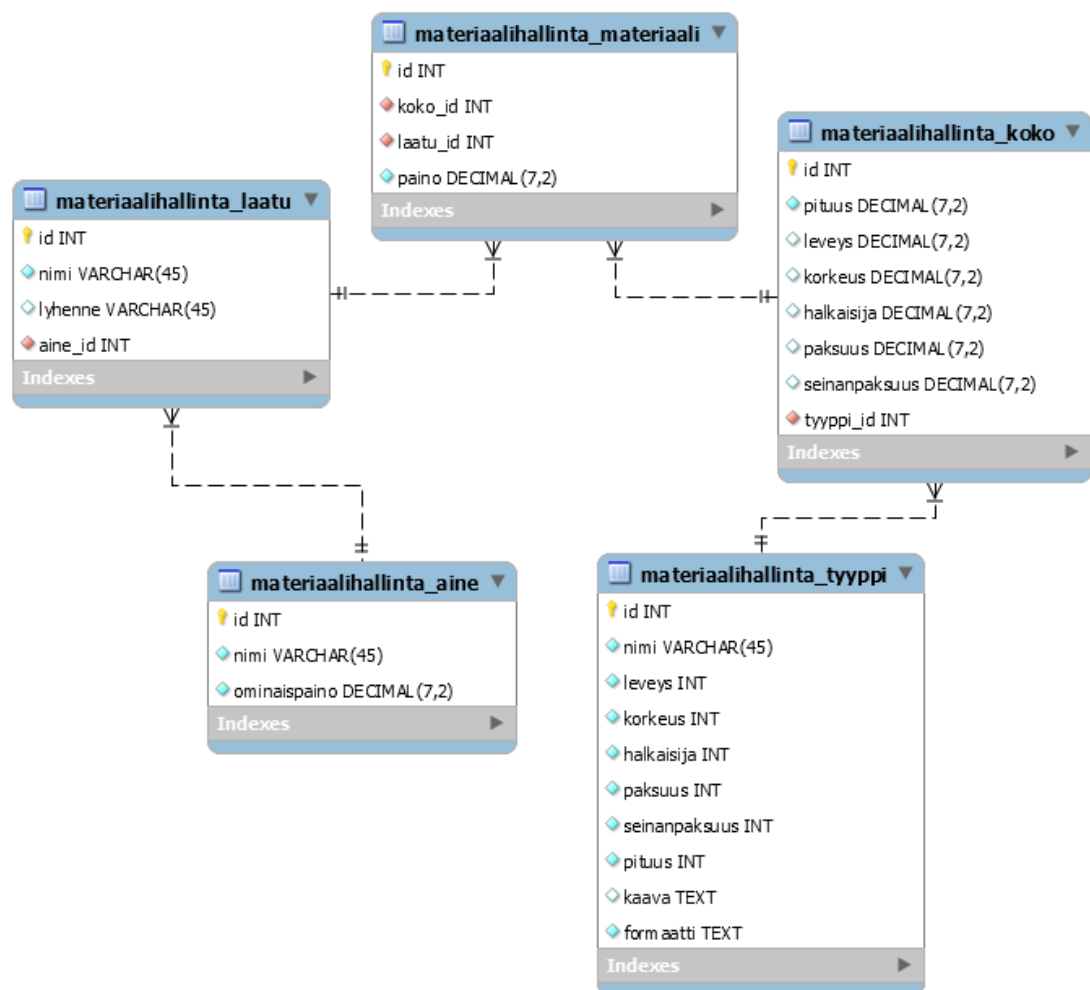 materiaalihallinta_materiaali
id INT
koko_id INT
laatu_id INT
paino DECIMAL(7,2)
Indexes
materiaalihallinta_koko
id INT
pituus DECIMAL(7,2)
leveys DECIMAL(7,2)
korkeus DECIMAL(7,2)
halkaisija DECIMAL(7,2)
paksuus DECIMAL(7,2)
seinanpaksuus DECIMAL(7,2)
tyyppi_id INT
Indexes
materiaalihallinta_laatu
id INT
nimi VARCHAR(45)
lyhenne VARCHAR(45)
aine_id INT
Indexes
materiaalihallinta_aine
id INT
nimi VARCHAR(45)
ominaispaino DECIMAL(7,2)
Indexes
materiaalihallinta_tyyppi
id INT
nimi VARCHAR(45)
leveys INT
korkeus INT
halkaisija INT
paksuus INT
seinanpaksuus INT
pituus INT
kaava TEXT
formaatti TEXT
Indexes